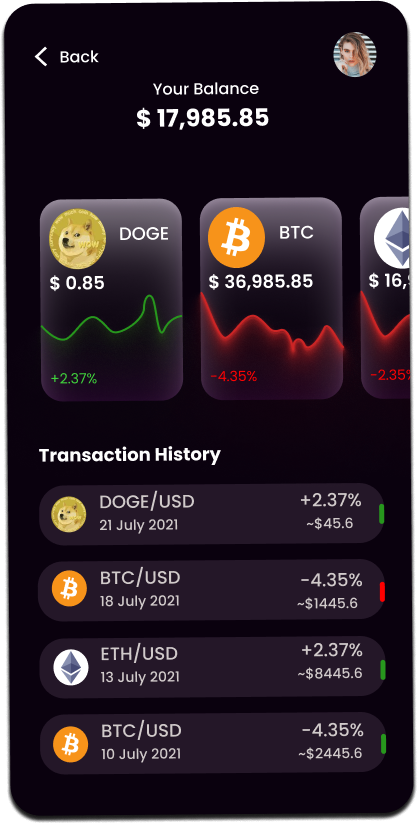 Back
Your Balance
$ 17,985.85
DOGE
$ 0.85
+2.37%
BTC
$ 36,985.85
-4.35%
$ 16,9
-2.35%
Transaction History
DOGE/USD
+2.37%
21 July 2021
~$45.6
BTC/USD
-4.35%
18 July 2021
~$1445.6
ETH/USD
+2.37%
13 July 2021
~$8445.6
BTC/USD
-4.35%
10 July 2021
~$2445.6